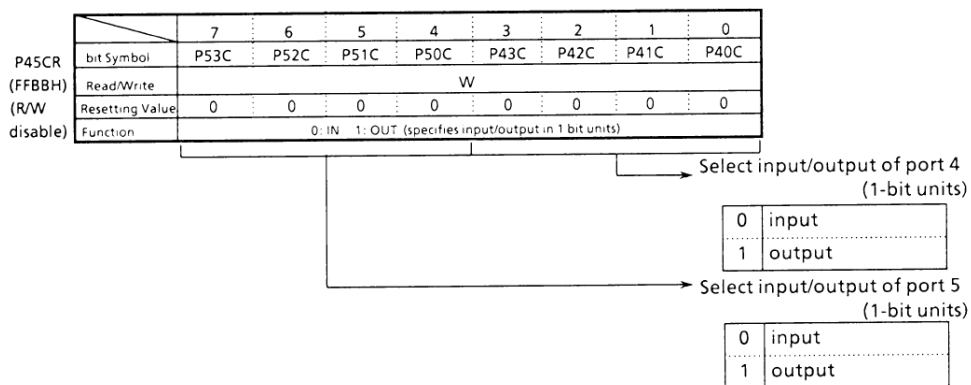 7 6 5 4 3 2 1 0
P45CR bit Symbol P53C P52C P51C P50C P43C P42C P41C P40C
(FFBBH) Read/Write W
(R/W Resetting Value 0 0 0 0 0 0 0 0
disable) Function 0: IN 1: OUT (specifies input/output in 1 bit units)
Select input/output of port 4
(1-bit units)
0 input
1 output
Select input/output of port 5
(1-bit units)
0 input
1 output